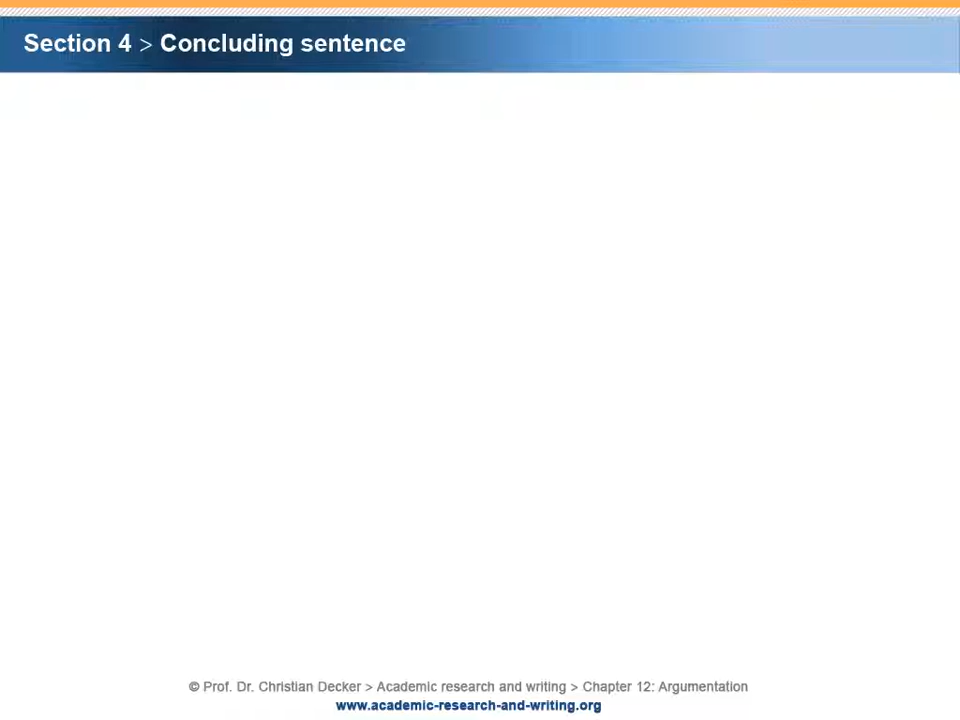 Section 4 > Concluding sentence
© Prof. Dr. Christian Decker > Academic research and writing > Chapter 12: Argumentation
www.academic-research-and-writing.org